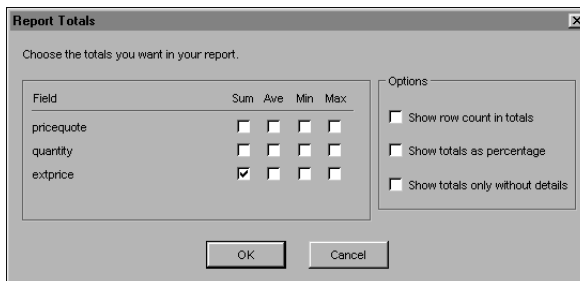 Report Totals
Choose the totals you want in your report.
Field Sum Ave Min Max
pricequote
quantity
extprice
Options
Show row count in totals
Show totals as percentage
Show totals only without details
OK Cancel